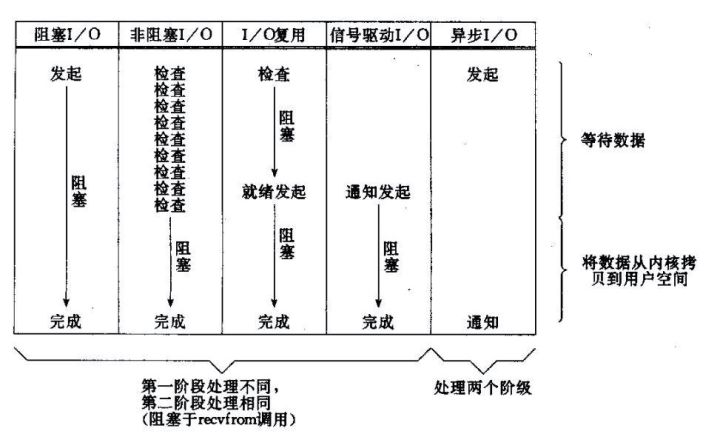 阻塞I/O 非阻塞I/O I/O复用 信号驱动I/O 异步I/O
发起 检查 检查 发起
检查
检查
检查
检查
检查
检查
检查
检查
阻塞
阻塞
就绪发起 通知发起
阻塞
阻塞
阻塞
完成 完成 完成 完成 通知
等待数据
将数据从内核拷
贝到用户空间
第一阶段处理不同，
第二阶段处理相同
（阻塞于recvfrom调用）
处理两个阶级